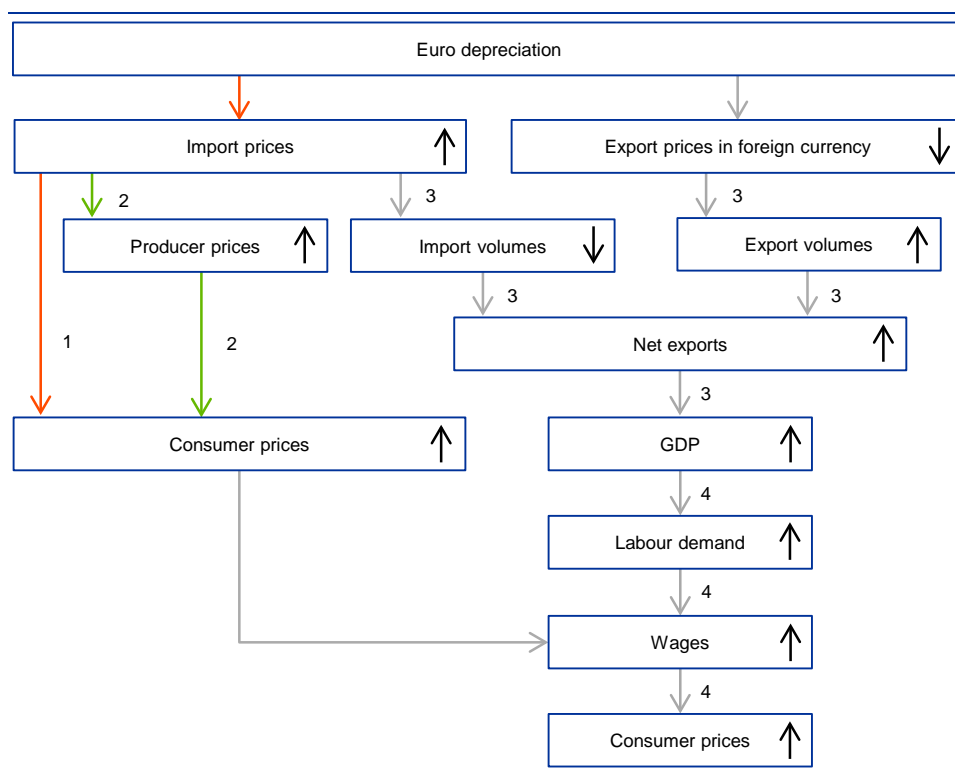 Euro depreciation
Import prices
Export prices in foreign currency
2
3
3
Producer prices
Import volumes
Export volumes
3
3
1
2
Net exports
3
Consumer prices
GDP
4
Labour demand
4
Wages
4
Consumer prices